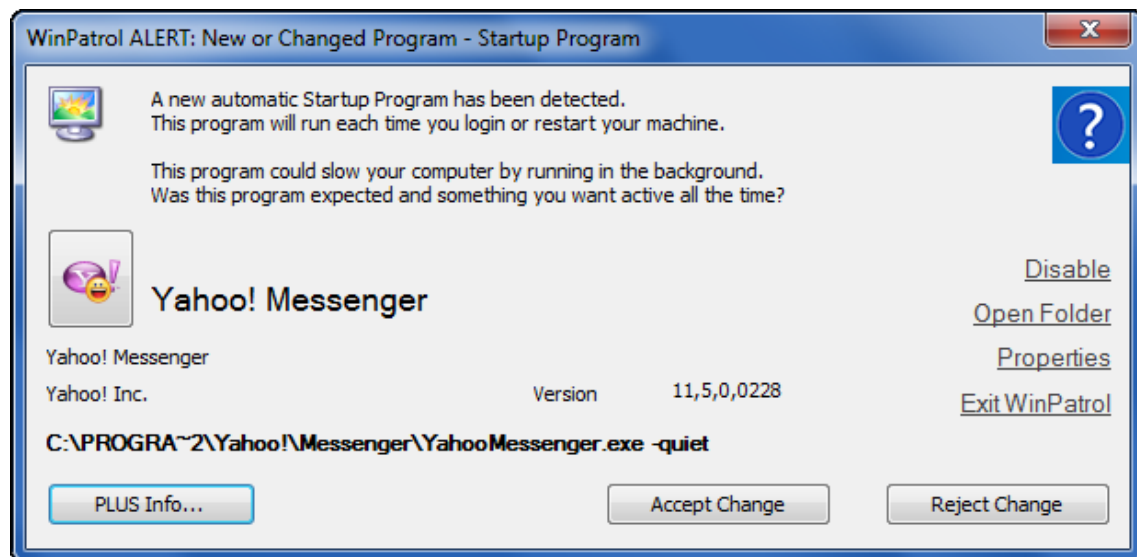 WinPatrol ALERT: New or Changed Program - Startup Program
X
A new automatic Startup Program has been detected.
This program will run each time you login or restart your machine.
This program could slow your computer by running in the background.
Was this program expected and something you want active all the time?
?
Y!
Yahoo! Messenger
Disable
Open Folder
Properties
Exit WinPatrol
Yahoo! Messenger
Yahoo! Inc.
Version
11,5,0,0228
C:\PROGRA~2\Yahoo!\Messenger\YahooMessenger.exe -quiet
PLUS Info...
Accept Change
Reject Change